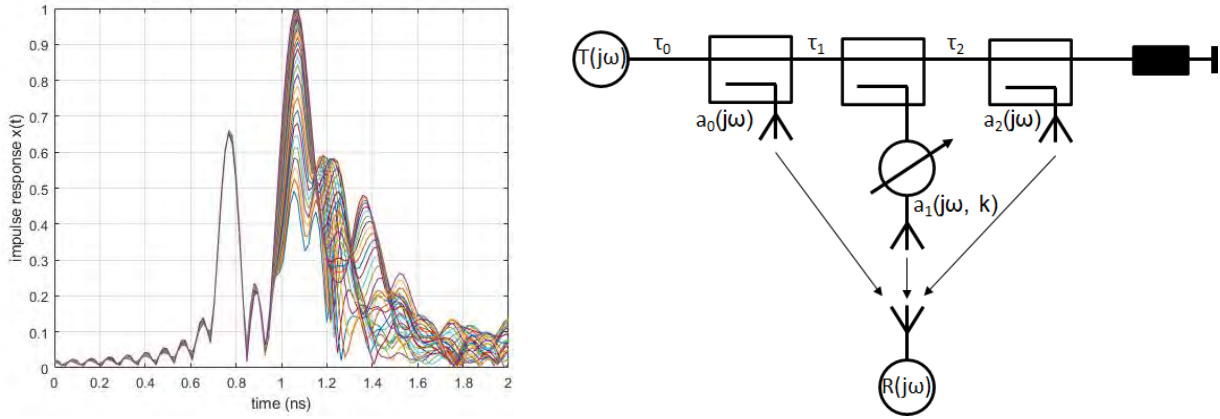 impulse response x(t)
1
0.9
0.8
0.7
0.6
0.5
0.4
0.3
0.2
0.1
0
0 0.2 0.4 0.6 0.8 1 1.2 1.4 1.6 1.8 2
time (ns)
T(jω) τ₀ τ₁ τ₂
a₀(jω) a₂(jω)
a₁(jω, k)
R(jω)